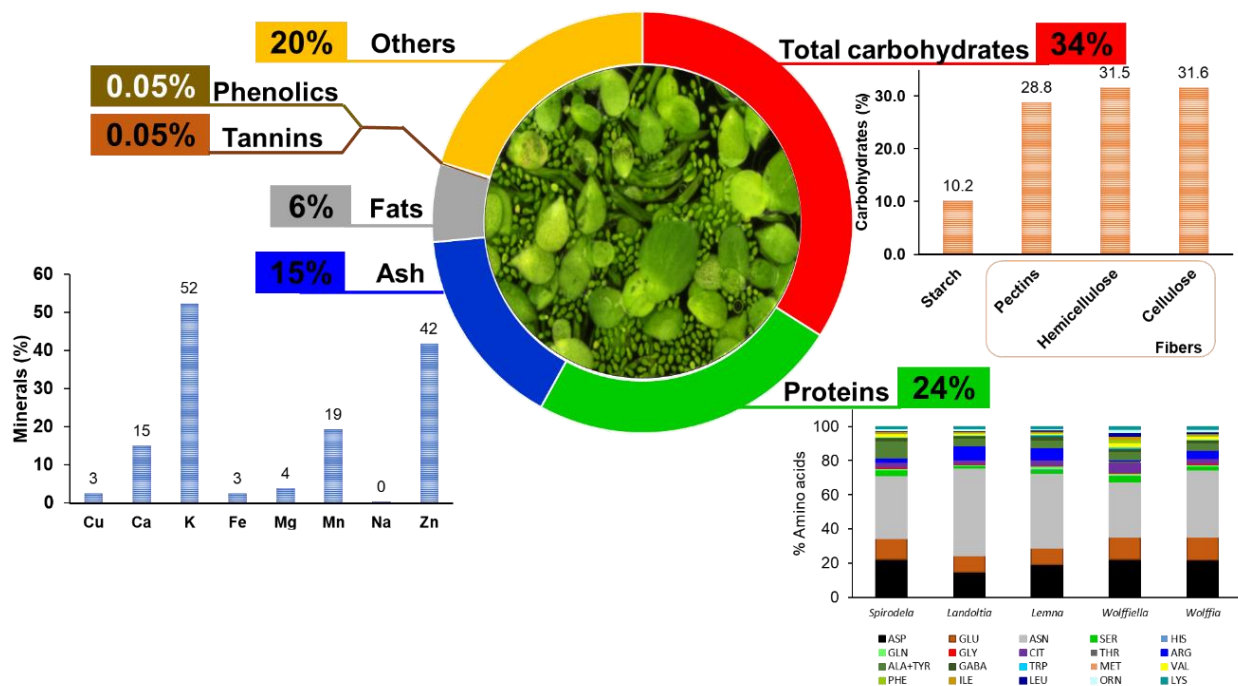 20% Others
Total carbohydrates 34%
0.05% Phenolics
0.05% Tannins
6% Fats
15% Ash
Proteins 24%
Carbohydrates (%)
30.0
20.0
10.0
0.0
10.2
28.8
31.5
31.6
Starch
Pectins
Hemicellulose
Cellulose
Fibers
Minerals (%)
60
50
40
30
20
10
0
3
15
52
3
4
19
0
42
Cu Ca K Fe Mg Mn Na Zn
% Amino acids
100
80
60
40
20
0
Spirodela Landoltia Lemna Wolffiella Wolffia
ASP GLU ASN SER HIS
GLN GLY CIT THR ARG
ALA+TYR GABA TRP MET VAL
PHE ILE LEU ORN LYS